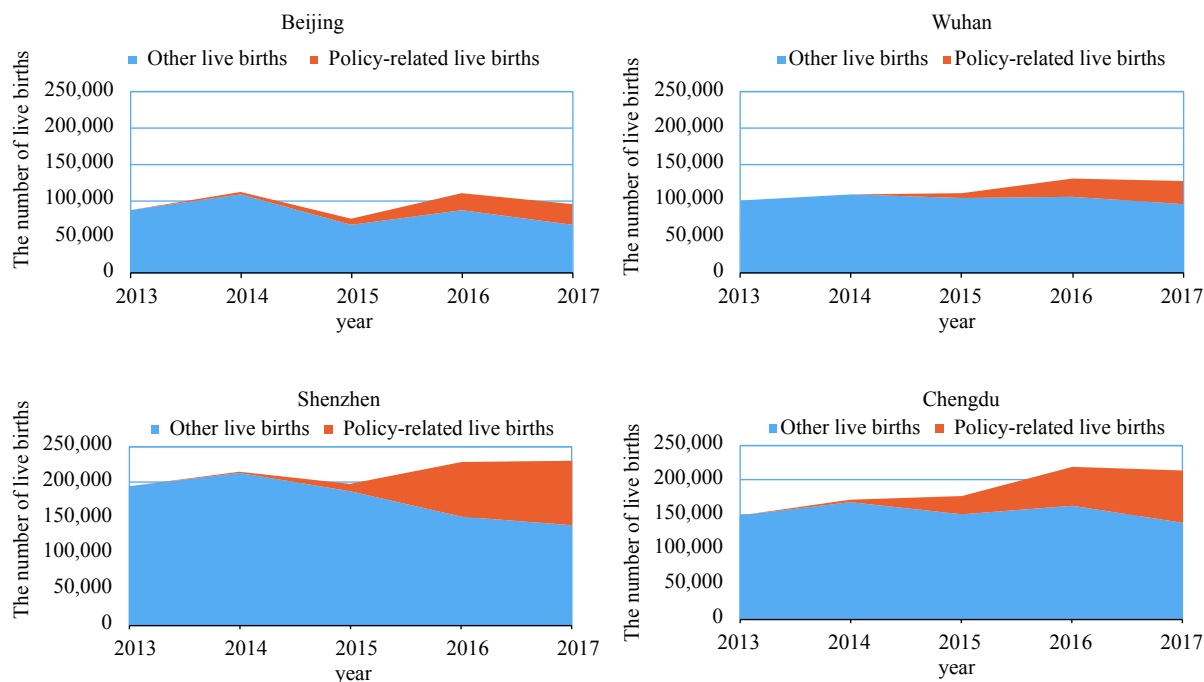 Beijing
Other live births Policy-related live births
The number of live births
250,000
200,000
150,000
100,000
50,000
0
2013 2014 2015 2016 2017
year
Wuhan
Other live births Policy-related live births
The number of live births
250,000
200,000
150,000
100,000
50,000
0
2013 2014 2015 2016 2017
year
Shenzhen
Other live births Policy-related live births
The number of live births
250,000
200,000
150,000
100,000
50,000
0
2013 2014 2015 2016 2017
year
Chengdu
Other live births Policy-related live births
The number of live births
250,000
200,000
150,000
100,000
50,000
0
2013 2014 2015 2016 2017
year